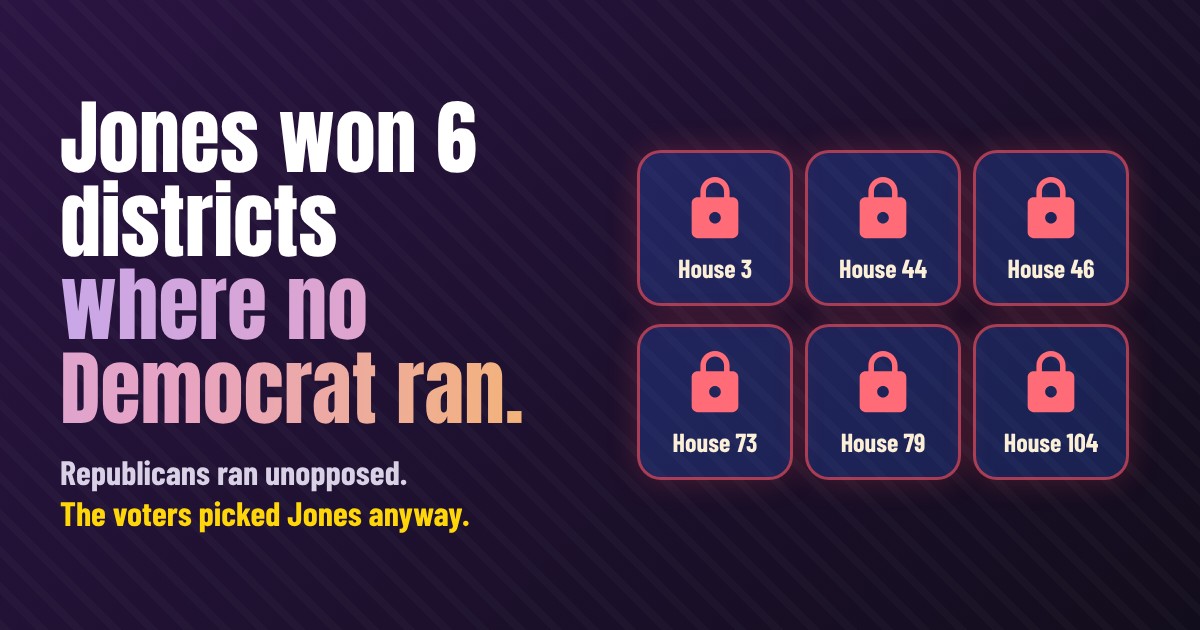 Jones won 6
districts
where no
Democrat ran.
Republicans ran unopposed.
The voters picked Jones anyway.
House 3
House 44
House 46
House 73
House 79
House 104